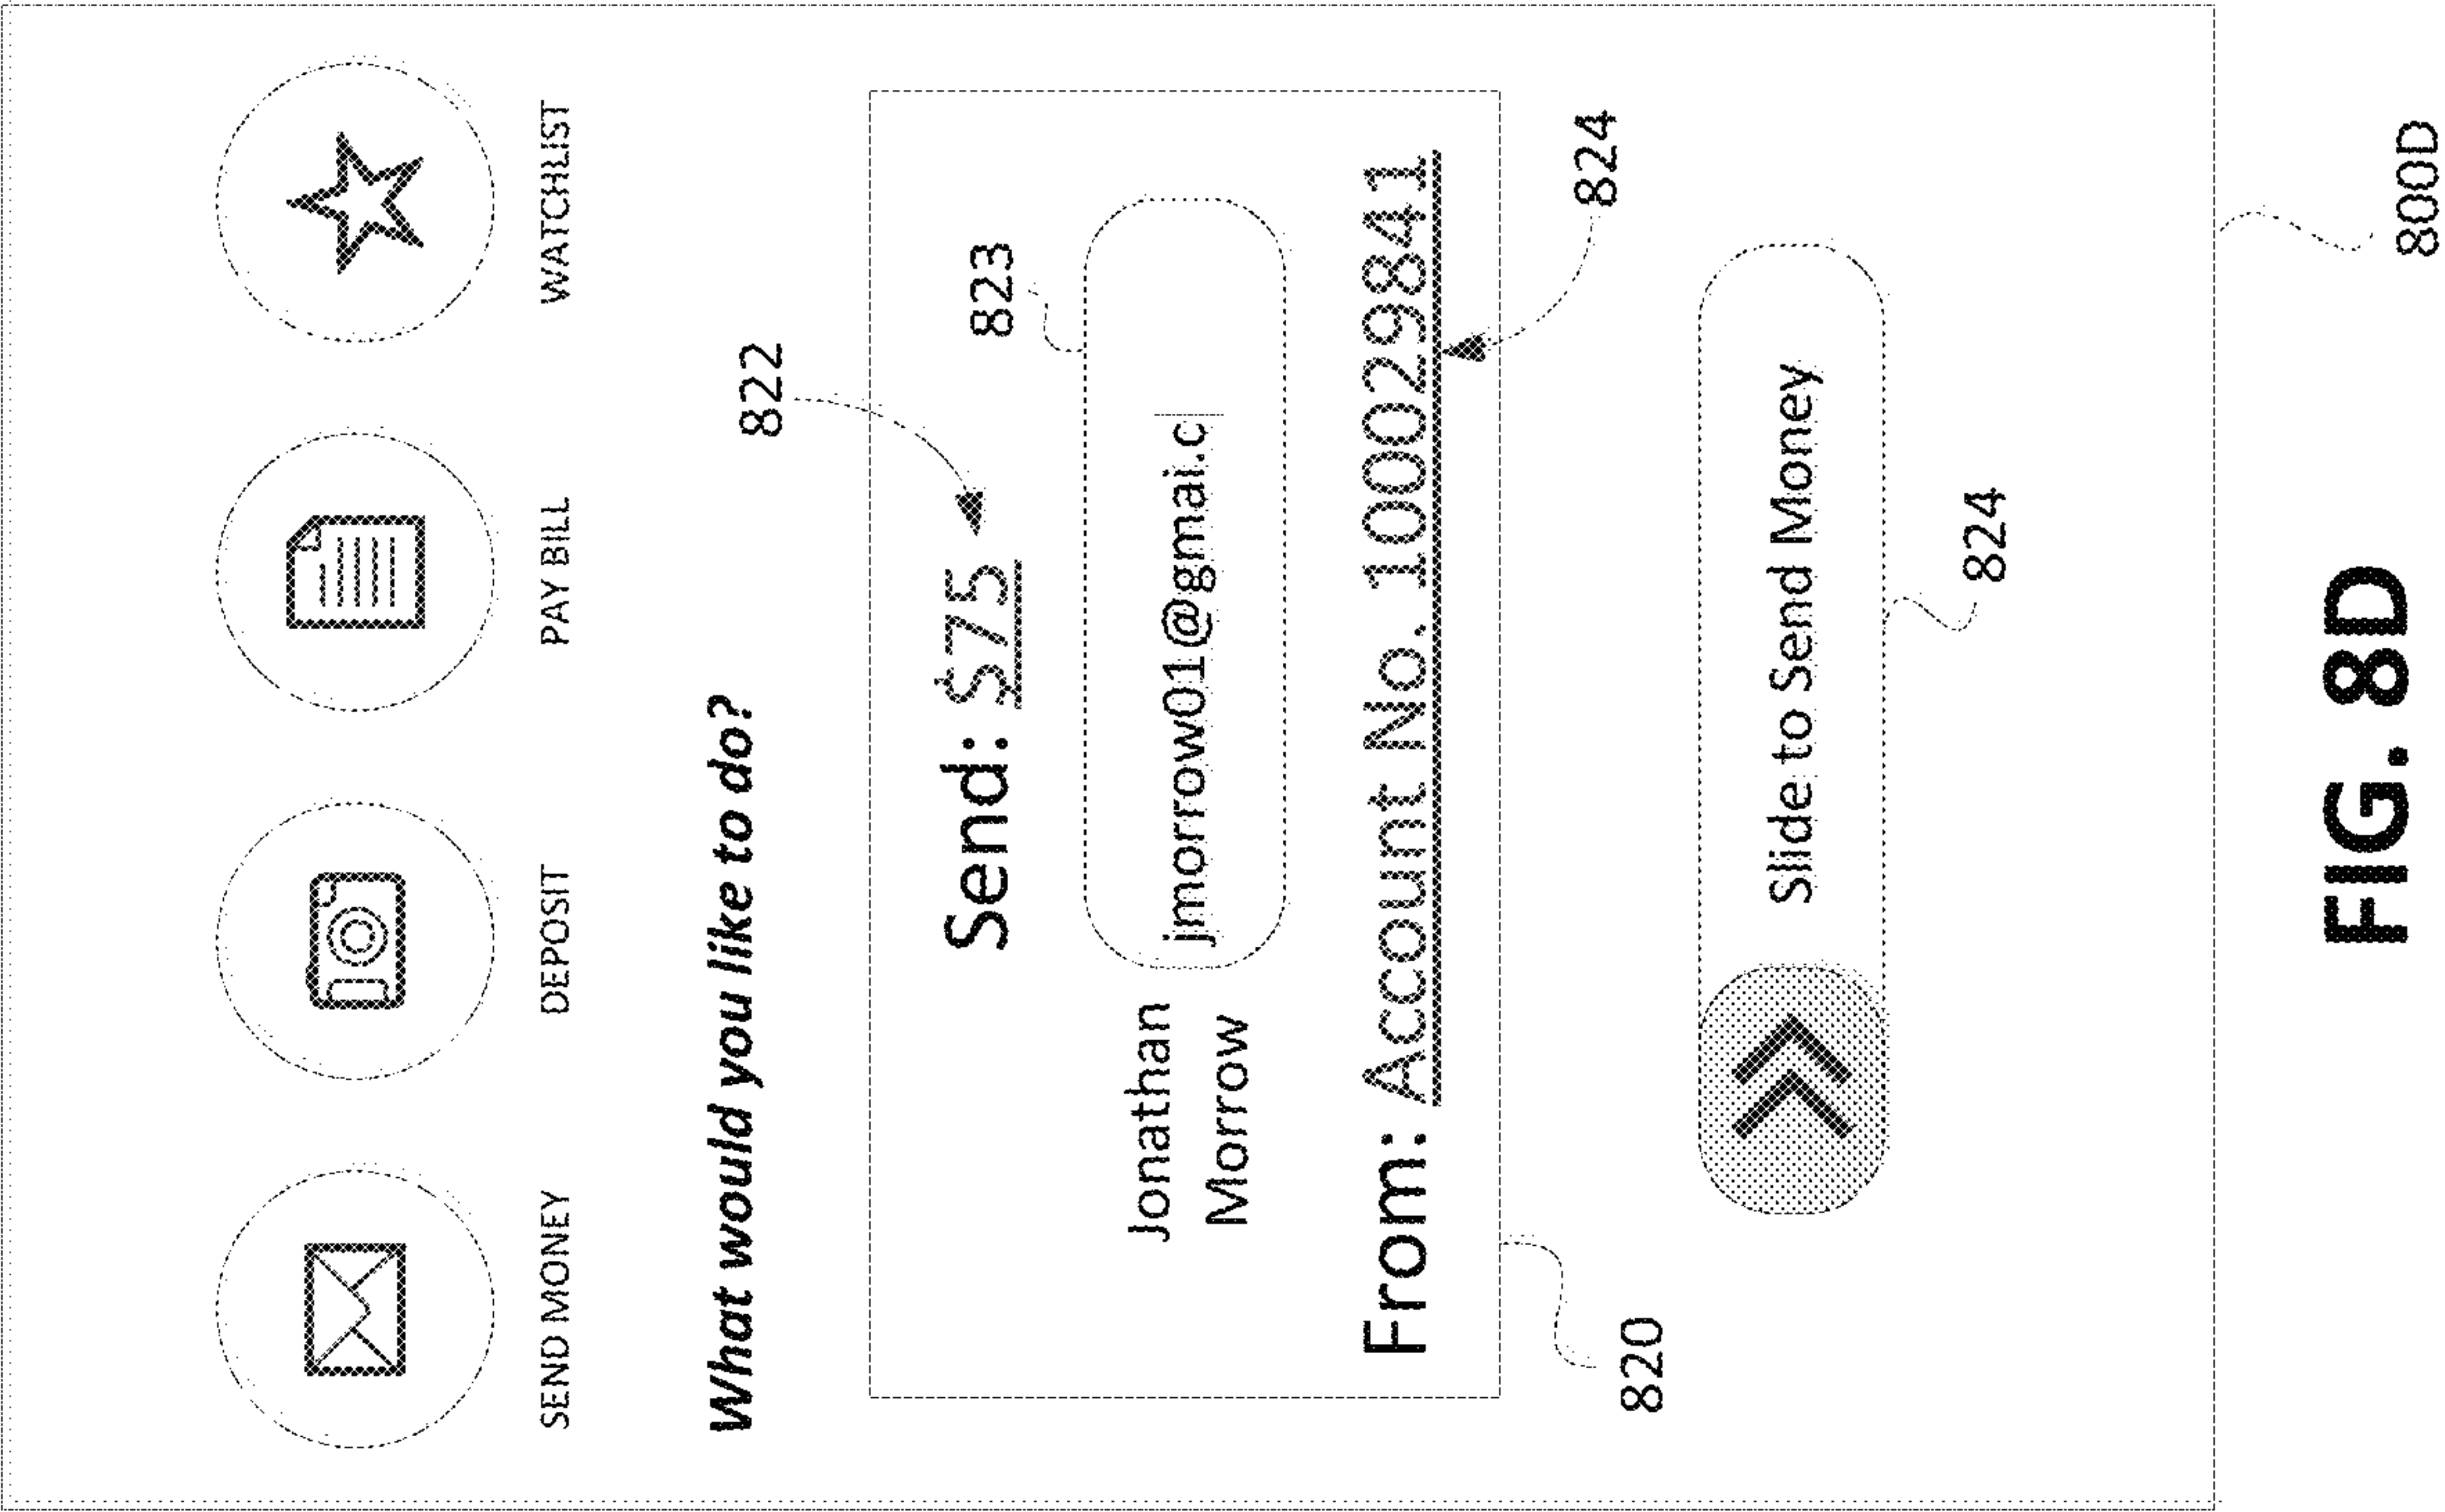 SEND MONEY
DEPOSIT
PAY BILL
WATCHLIST
What would you like to do?
822
Send: $75
823
Jonathan
Morrow
jmorrow01@gmai.c
From: Account No. 1000298841
824
820
Slide to Send Money
824
800D
FIG. 8D